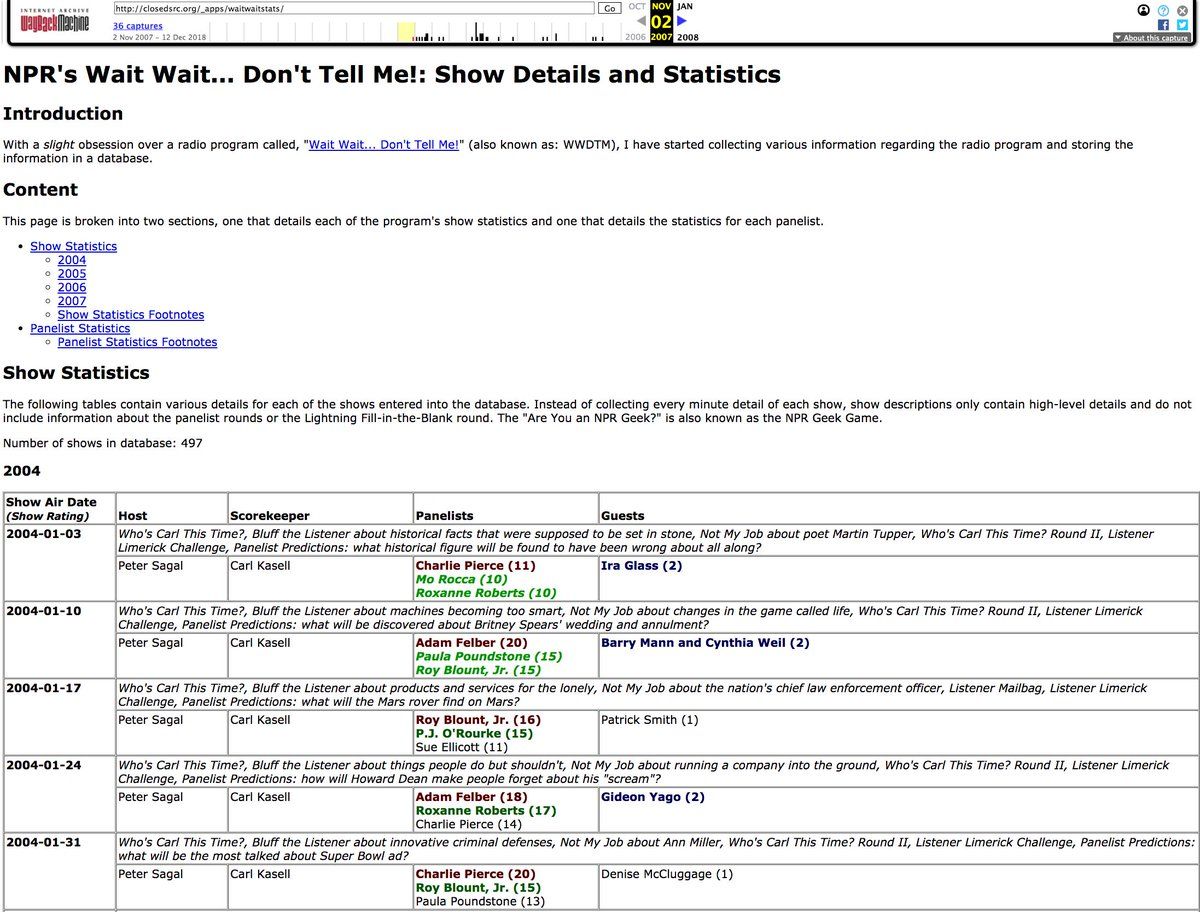 INTERNET ARCHIVE
WayBackMachine
http://closedsrc.org/_apps/waitwaitstats/
Go
OCT NOV JAN
36 captures
02
2 Nov 2007 – 12 Dec 2018
2006 2007 2008
About this capture
NPR's Wait Wait... Don't Tell Me!: Show Details and Statistics
Introduction
With a slight obsession over a radio program called, "Wait Wait... Don't Tell Me!" (also known as: WWDTM), I have started collecting various information regarding the radio program and storing the
information in a database.
Content
This page is broken into two sections, one that details each of the program's show statistics and one that details the statistics for each panelist.
Show Statistics
2004
2005
2006
2007
Show Statistics Footnotes
Panelist Statistics
Panelist Statistics Footnotes
Show Statistics
The following tables contain various details for each of the shows entered into the database. Instead of collecting every minute detail of each show, show descriptions only contain high-level details and do not
include information about the panelist rounds or the Lightning Fill-in-the-Blank round. The "Are You an NPR Geek?" is also known as the NPR Geek Game.
Number of shows in database: 497
2004
Show Air Date
(Show Rating) Host Scorekeeper Panelists Guests
2004-01-03 Who's Carl This Time?, Bluff the Listener about historical facts that were supposed to be set in stone, Not My Job about poet Martin Tupper, Who's Carl This Time? Round II, Listener
Limerick Challenge, Panelist Predictions: what historical figure will be found to have been wrong about all along?
Peter Sagal Carl Kasell Charlie Pierce (11) Ira Glass (2)
Mo Rocca (10)
Roxanne Roberts (10)
2004-01-10 Who's Carl This Time?, Bluff the Listener about machines becoming too smart, Not My Job about changes in the game called life, Who's Carl This Time? Round II, Listener Limerick
Challenge, Panelist Predictions: what will be discovered about Britney Spears' wedding and annulment?
Peter Sagal Carl Kasell Adam Felber (20) Barry Mann and Cynthia Weil (2)
Paula Poundstone (15)
Roy Blount, Jr. (15)
2004-01-17 Who's Carl This Time?, Bluff the Listener about products and services for the lonely, Not My Job about the nation's chief law enforcement officer, Listener Mailbag, Listener Limerick
Challenge, Panelist Predictions: what will the Mars rover find on Mars?
Peter Sagal Carl Kasell Roy Blount, Jr. (16) Patrick Smith (1)
P.J. O'Rourke (15)
Sue Ellicott (11)
2004-01-24 Who's Carl This Time?, Bluff the Listener about things people do but shouldn't, Not My Job about running a company into the ground, Who's Carl This Time? Round II, Listener Limerick
Challenge, Panelist Predictions: how will Howard Dean make people forget about his "scream"?
Peter Sagal Carl Kasell Adam Felber (18) Gideon Yago (2)
Roxanne Roberts (17)
Charlie Pierce (14)
2004-01-31 Who's Carl This Time?, Bluff the Listener about innovative criminal defenses, Not My Job about Ann Miller, Who's Carl This Time? Round II, Listener Limerick Challenge, Panelist Predictions:
what will be the most talked about Super Bowl ad?
Peter Sagal Carl Kasell Charlie Pierce (20) Denise McCluggage (1)
Roy Blount, Jr. (15)
Paula Poundstone (13)